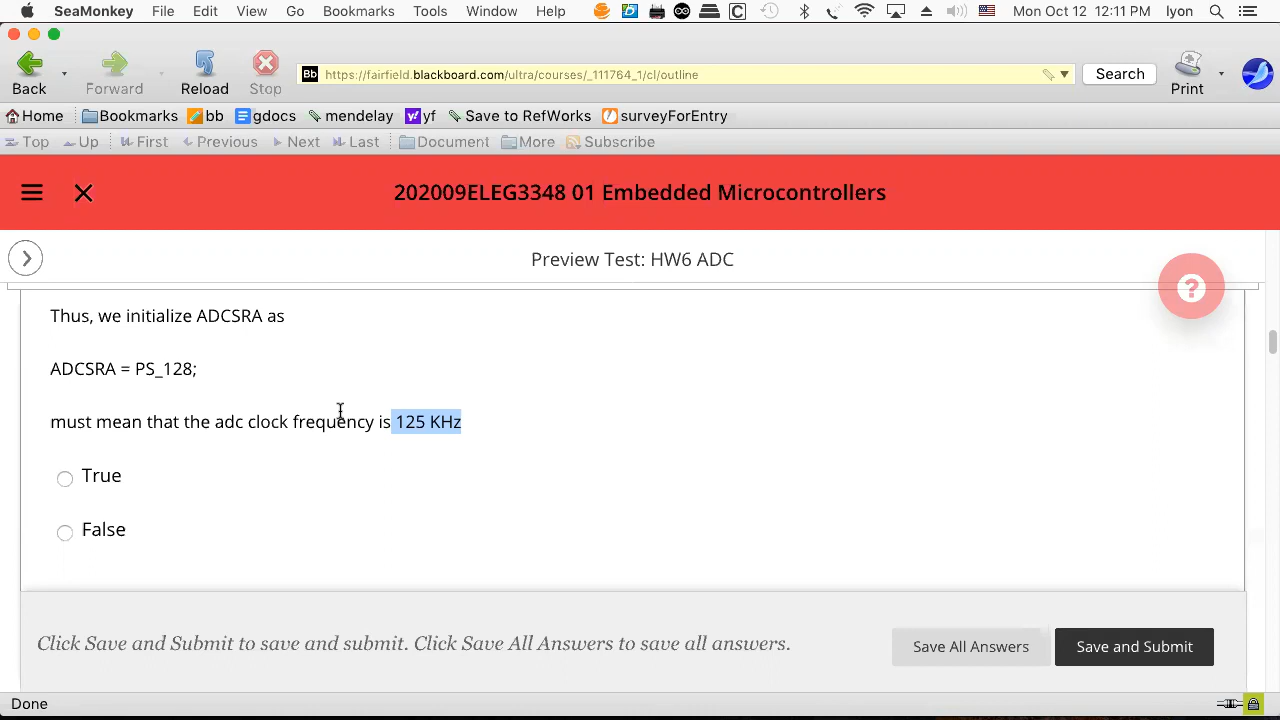 SeaMonkey File Edit View Go Bookmarks Tools Window Help Mon Oct 12 12:11 PM lyon
Back Forward Reload Stop Bb https://fairfield.blackboard.com/ultra/courses/_111764_1/cl/outline Search Print
Home Bookmarks bb gdocs mendelay y! yf Save to RefWorks surveyForEntry
Top Up First Previous Next Last Document More Subscribe
202009ELEG3348 01 Embedded Microcontrollers
Preview Test: HW6 ADC
?
Thus, we initialize ADCSRA as
ADCSRA = PS_128;
must mean that the adc clock frequency is 125 KHz
True
False
Click Save and Submit to save and submit. Click Save All Answers to save all answers.
Save All Answers Save and Submit
Done